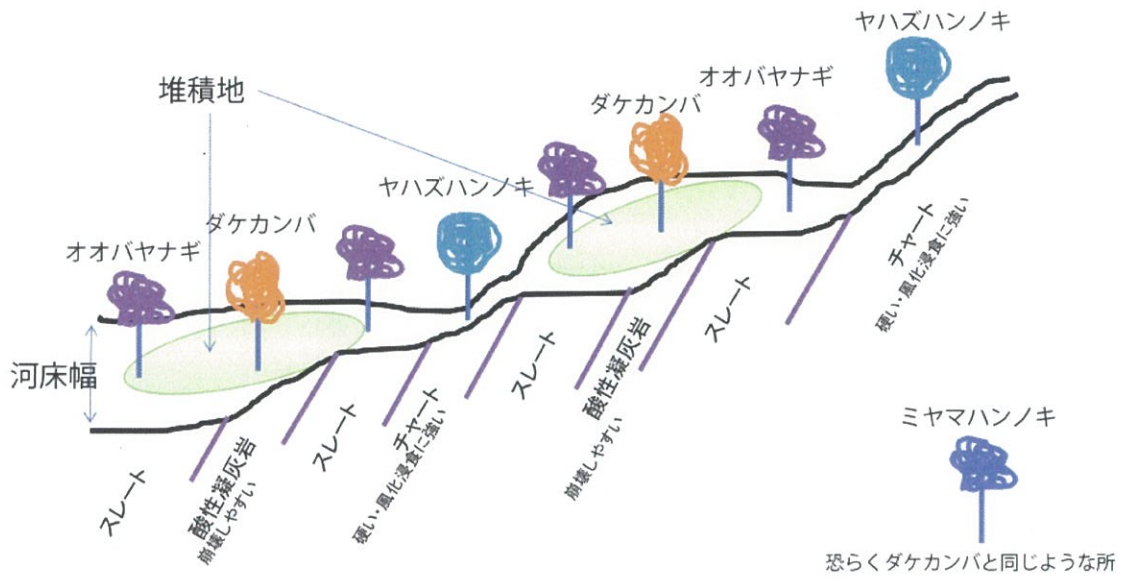 ヤハズハンノキ
オオバヤナギ
堆積地
ダケカンバ
ヤハズハンノキ
ダケカンバ
オオバヤナギ
河床幅
チャート
硬い・風化浸食に強い
スレート
酸性凝灰岩
崩壊しやすい
スレート
チャート
硬い・風化浸食に強い
スレート
酸性凝灰岩
崩壊しやすい
スレート
ミヤマハンノキ
恐らくダケカンバと同じような所